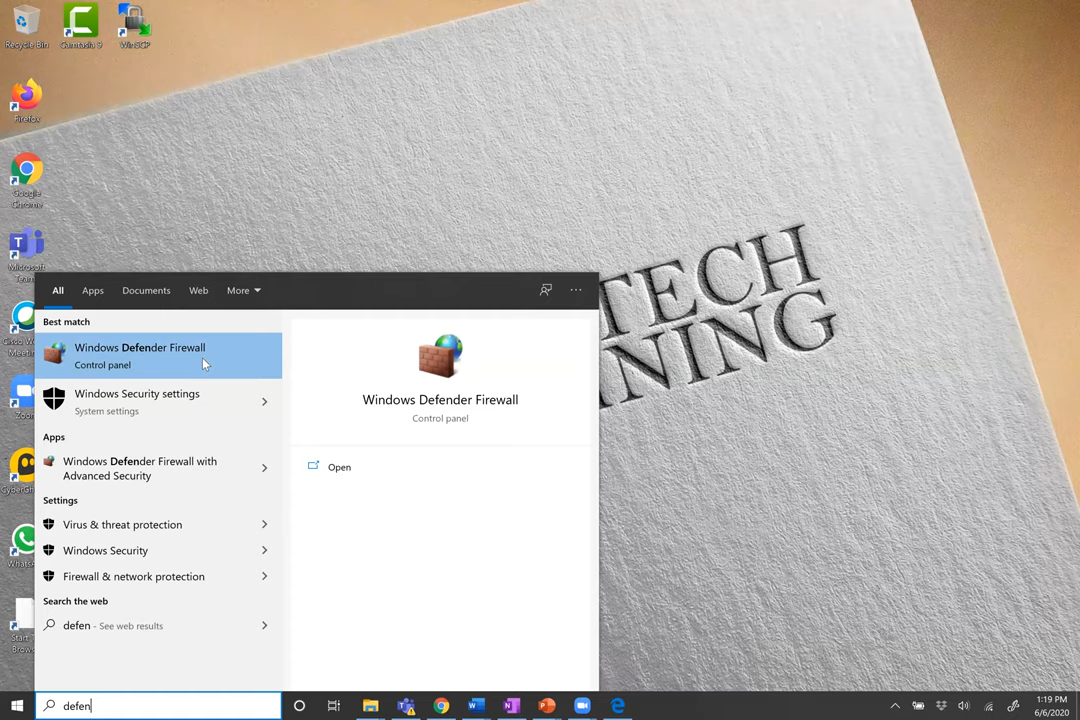 Recycle Bin
Camtasia 9
WinSCP
Firefox
Google
Chrome
Microsoft
TECH
NING
All
Apps
Documents
Web
More
Best match
Windows Defender Firewall
Control panel
Windows Security settings
System settings
Apps
Windows Defender Firewall with
Advanced Security
Settings
Virus & threat protection
Windows Security
Firewall & network protection
Search the web
defen - See web results
Windows Defender Firewall
Control panel
Open
defen
1:19 PM
6/6/2020